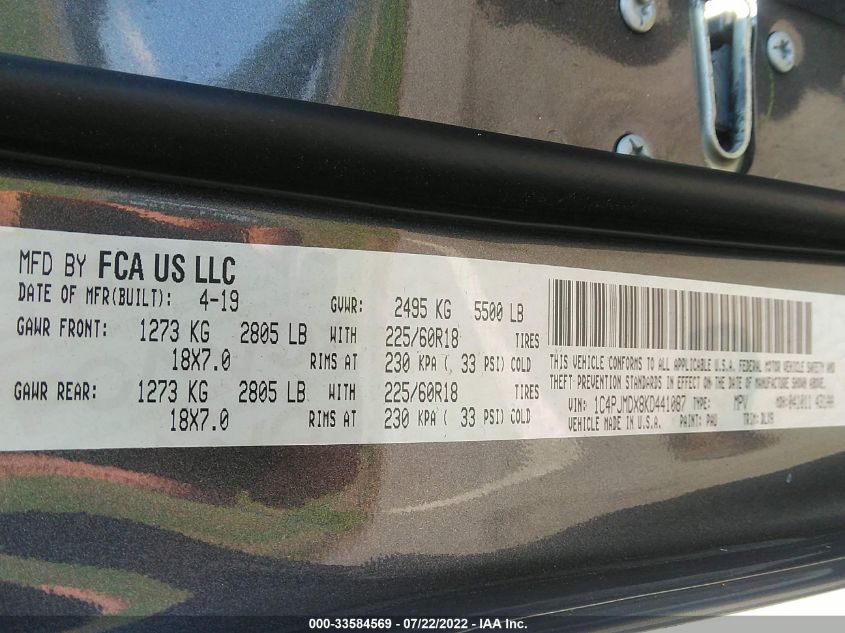 MFD BY FCA US LLC
DATE OF MFR(BUILT): 4-19 GVWR: 2495 KG 5500 LB
GAWR FRONT: 1273 KG 2805 LB WITH 225/60R18 TIRES
18X7.0 RIMS AT 230 KPA ( 33 PSI) COLD
GAWR REAR: 1273 KG 2805 LB WITH 225/60R18 TIRES
18X7.0 RIMS AT 230 KPA ( 33 PSI) COLD
THIS VEHICLE CONFORMS TO ALL APPLICABLE U.S.A. FEDERAL MOTOR VEHICLE SAFETY AND
THEFT PREVENTION STANDARDS IN EFFECT ON THE DATE OF MANUFACTURE SHOWN ABOVE.
VIN: 1C4PJMDX8KD441087 TYPE: MPV MDH: 041011
VEHICLE MADE IN U.S.A. PAINT: PAU TRIM:
000-33584569 - 07/22/2022 - IAA Inc.